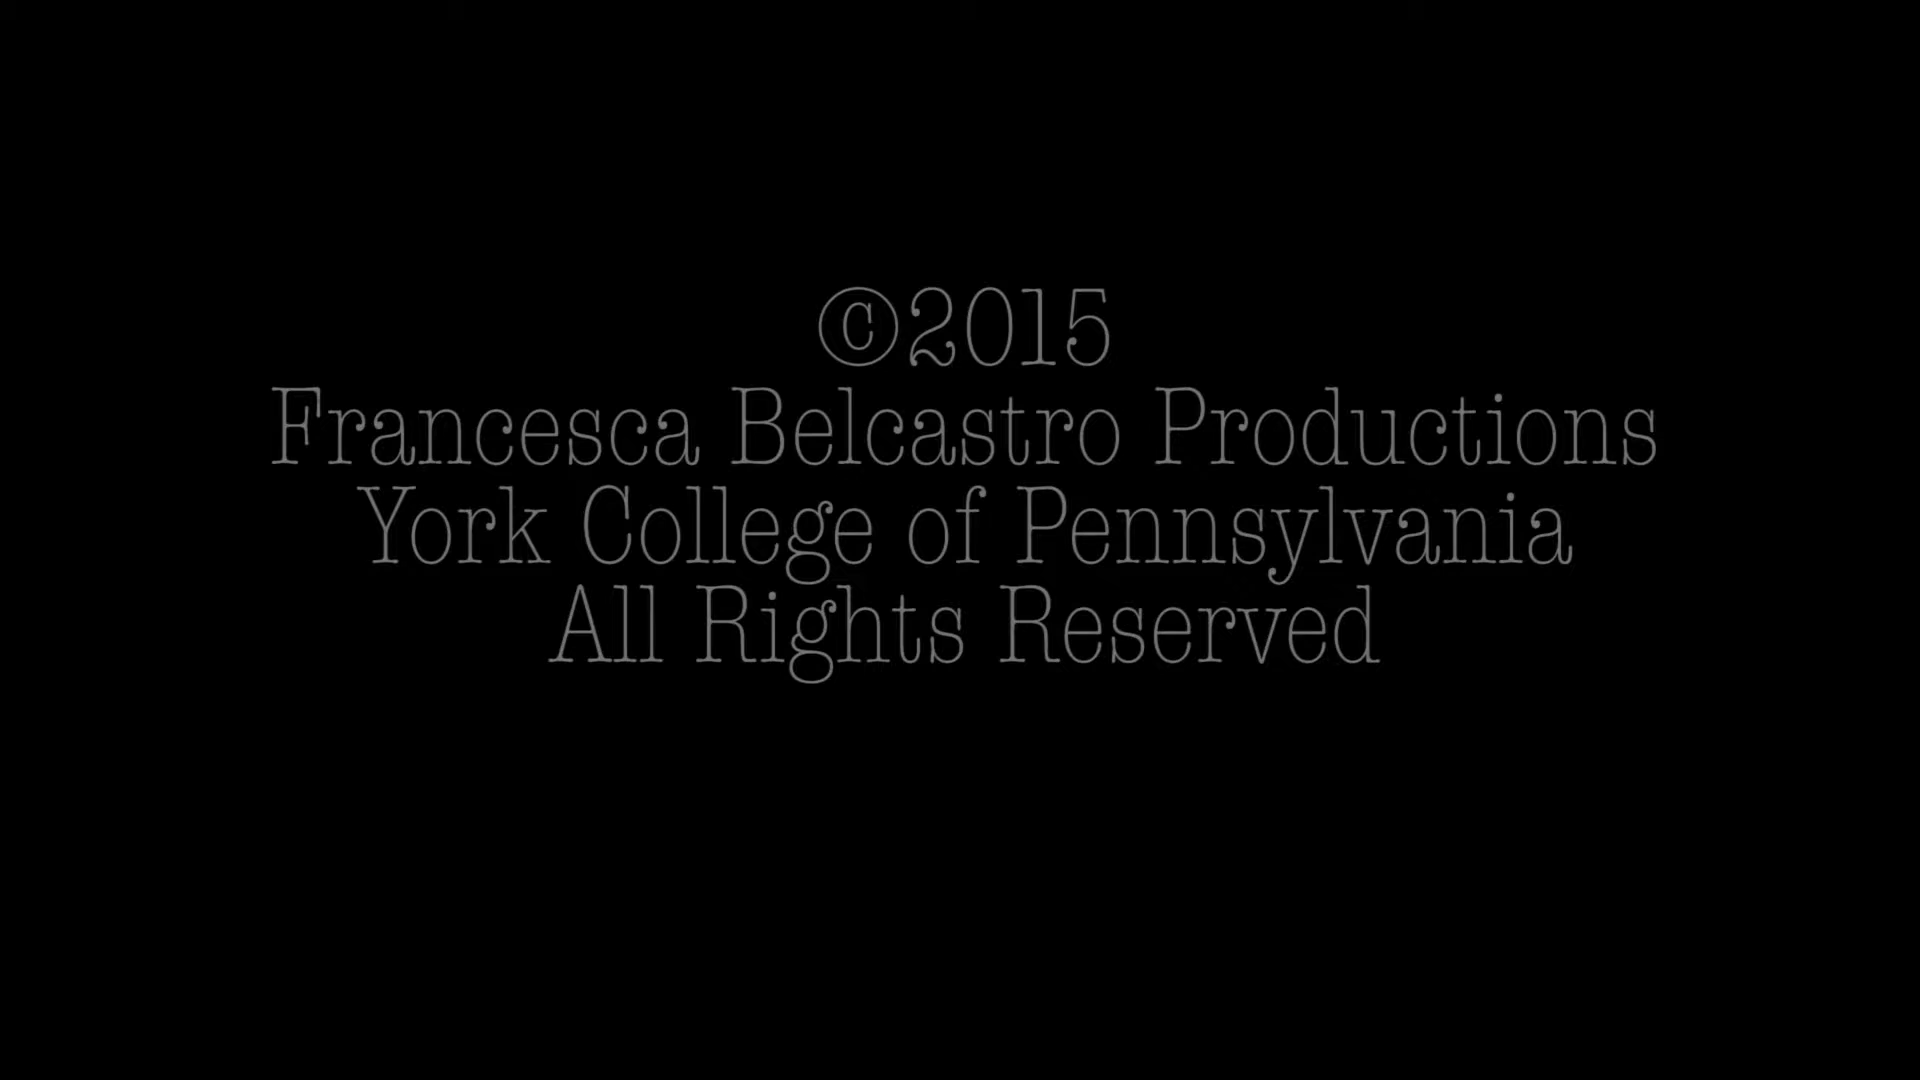 ©2015
Francesca Belcastro Productions
York College of Pennsylvania
All Rights Reserved